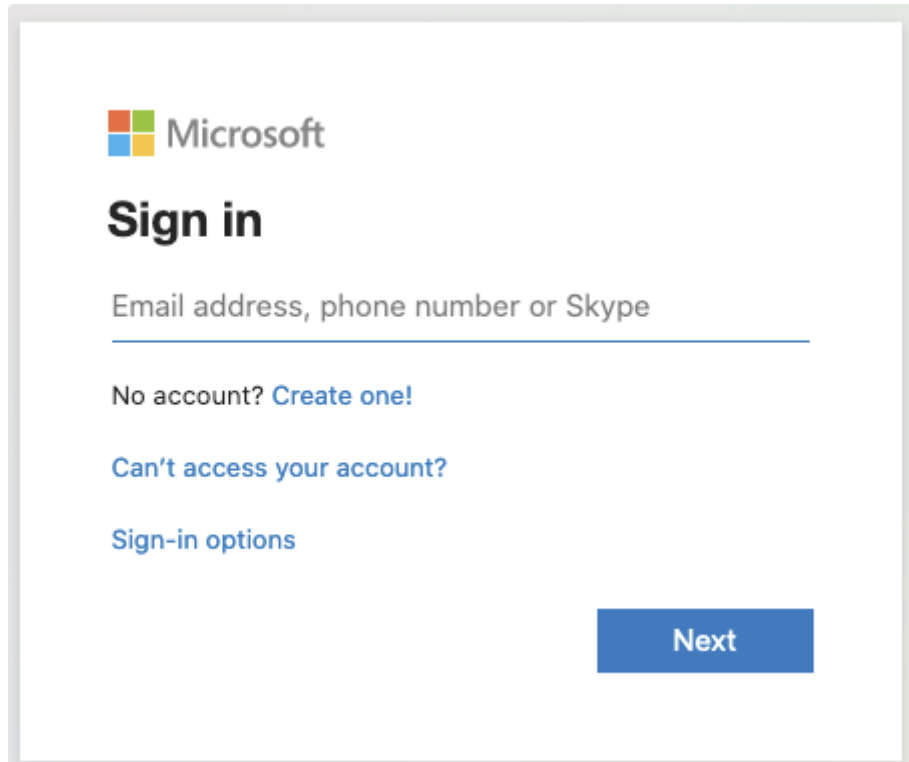 Microsoft
Sign in
Email address, phone number or Skype
No account? Create one!
Can't access your account?
Sign-in options
Next